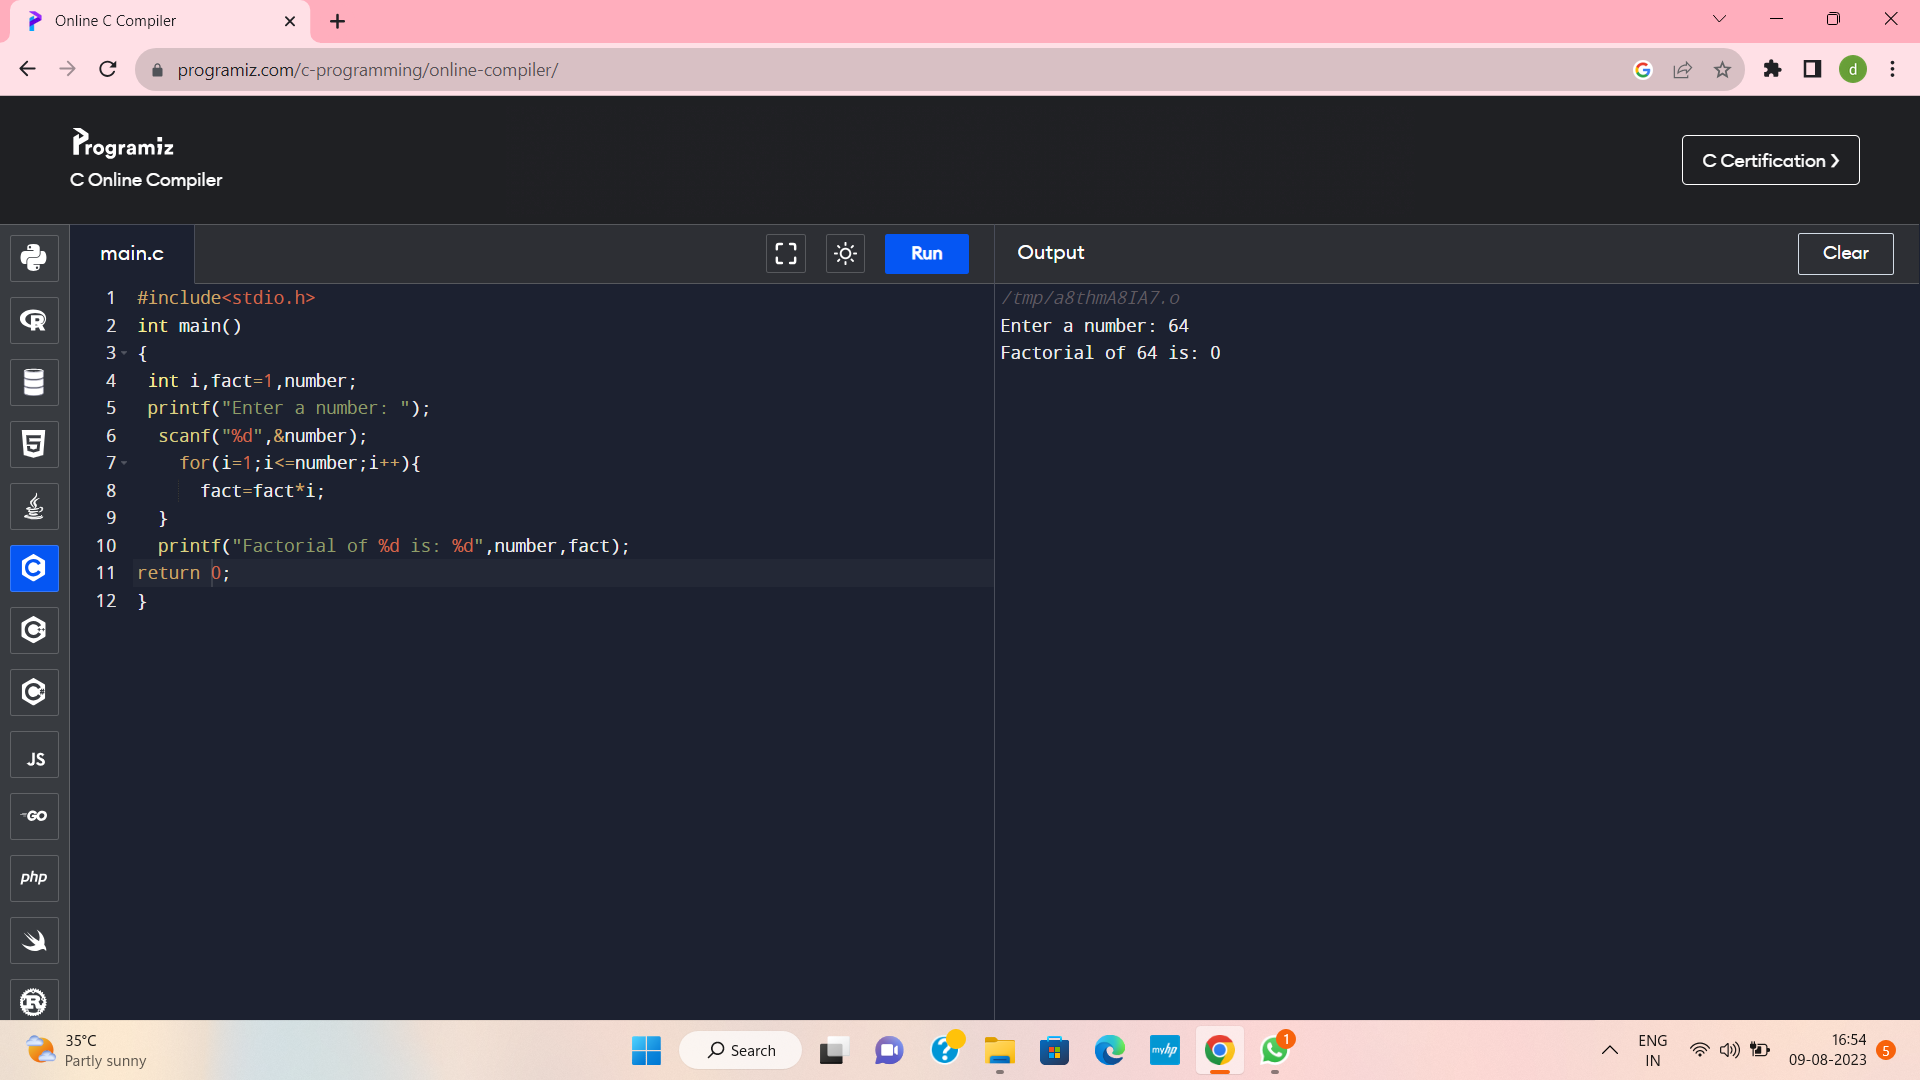 Online C Compiler
programiz.com/c-programming/online-compiler/
d
Programiz
C Online Compiler
C Certification ❯
main.c
Run
Output
Clear
1 #include<stdio.h>
2 int main()
3 {
4 int i,fact=1,number;
5 printf("Enter a number: ");
6 scanf("%d",&number);
7 for(i=1;i<=number;i++){
8 fact=fact*i;
9 }
10 printf("Factorial of %d is: %d",number,fact);
11 return 0;
12 }
/tmp/a8thmA8IA7.o
Enter a number: 64
Factorial of 64 is: 0
JS
GO
php
35°C
Partly sunny
Search
myhp
1
ENG
IN
16:54
09-08-2023
5